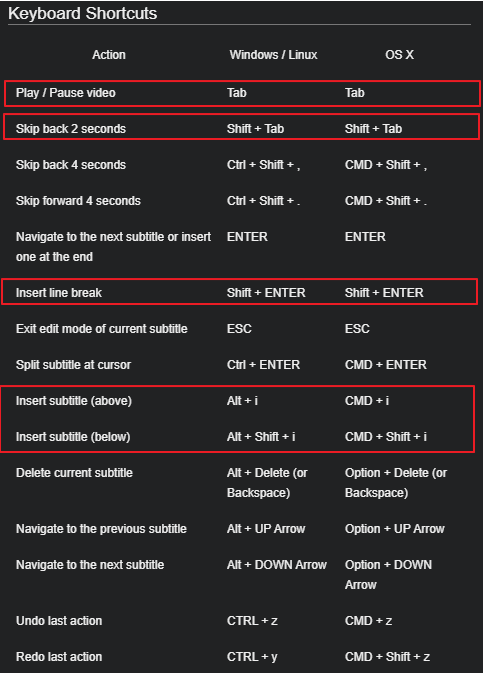 Keyboard Shortcuts
Action Windows / Linux OS X
Play / Pause video Tab Tab
Skip back 2 seconds Shift + Tab Shift + Tab
Skip back 4 seconds Ctrl + Shift + , CMD + Shift + ,
Skip forward 4 seconds Ctrl + Shift + . CMD + Shift + .
Navigate to the next subtitle or insert ENTER ENTER
one at the end
Insert line break Shift + ENTER Shift + ENTER
Exit edit mode of current subtitle ESC ESC
Split subtitle at cursor Ctrl + ENTER CMD + ENTER
Insert subtitle (above) Alt + i CMD + i
Insert subtitle (below) Alt + Shift + i CMD + Shift + i
Delete current subtitle Alt + Delete (or Option + Delete (or
Backspace) Backspace)
Navigate to the previous subtitle Alt + UP Arrow Option + UP Arrow
Navigate to the next subtitle Alt + DOWN Arrow Option + DOWN
Arrow
Undo last action CTRL + z CMD + z
Redo last action CTRL + y CMD + Shift + z